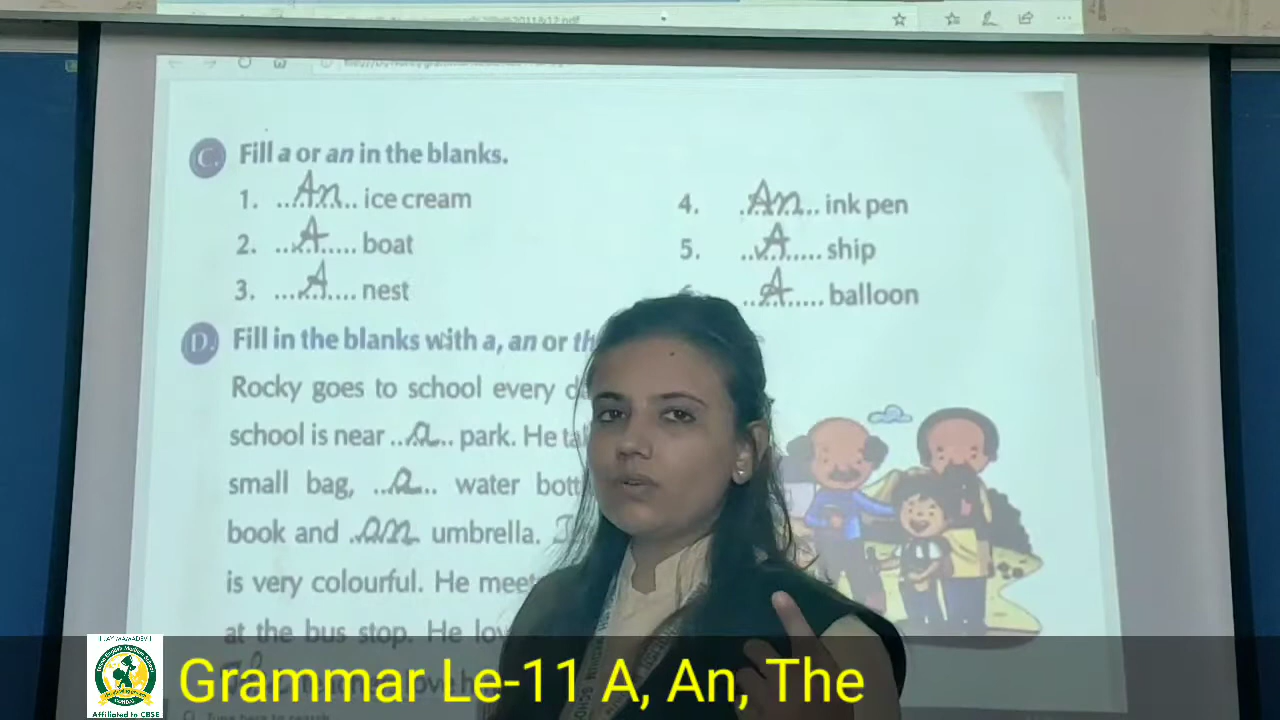 C. Fill a or an in the blanks.
1. An ice cream
2. A boat
3. A nest
4. An ink pen
5. A ship
A balloon
D. Fill in the blanks with a, an or
Rocky goes to school every
school is near a park. He
small bag, a water
book and an umbrella.
is very colourful. He
at the bus stop. He
Grammar Le-11 A, An, The
Affiliated to CBSE